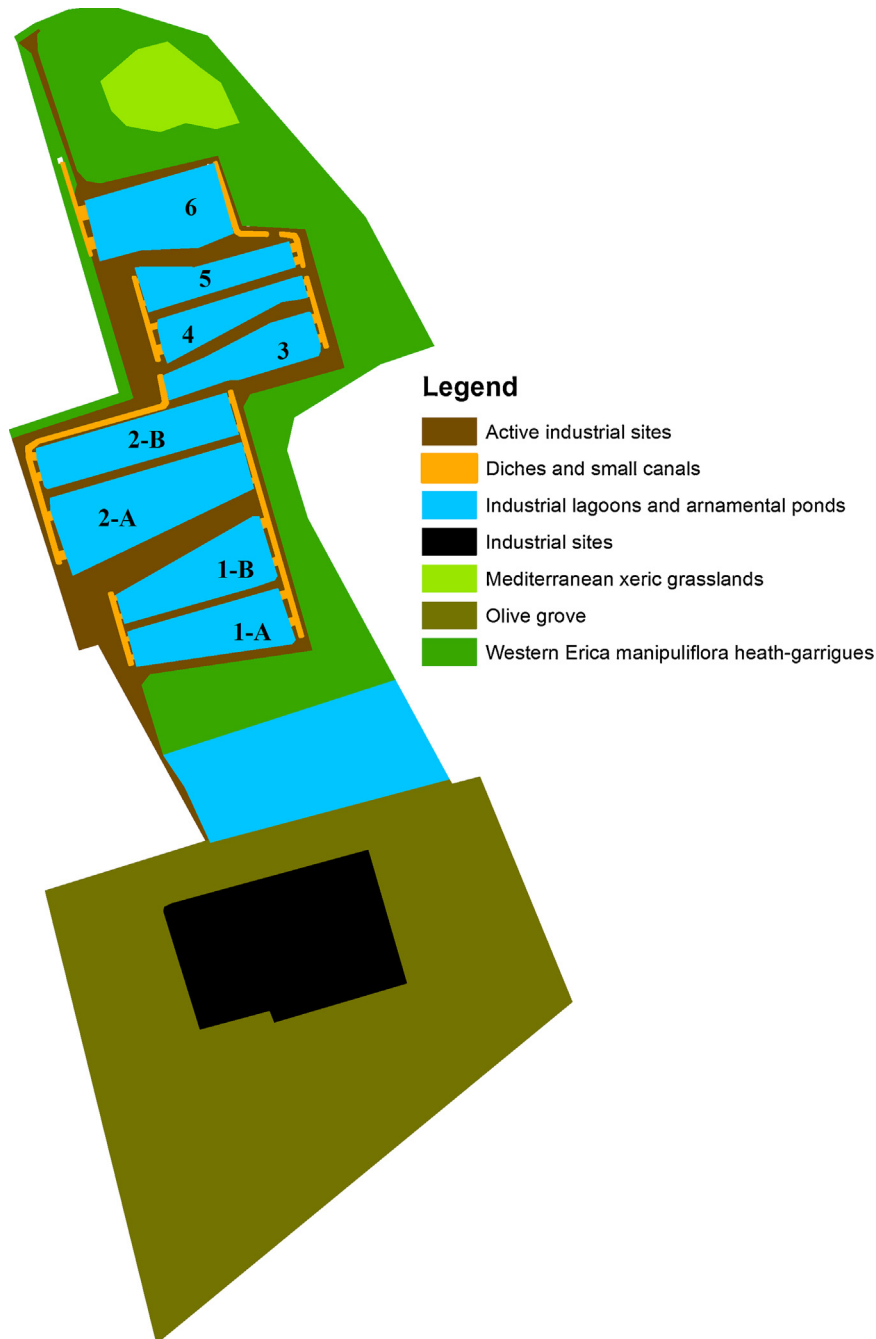 6
5
4
3
2-B
2-A
1-B
1-A
Legend
Active industrial sites
Diches and small canals
Industrial lagoons and arnamental ponds
Industrial sites
Mediterranean xeric grasslands
Olive grove
Western Erica manipuliflora heath-garrigues